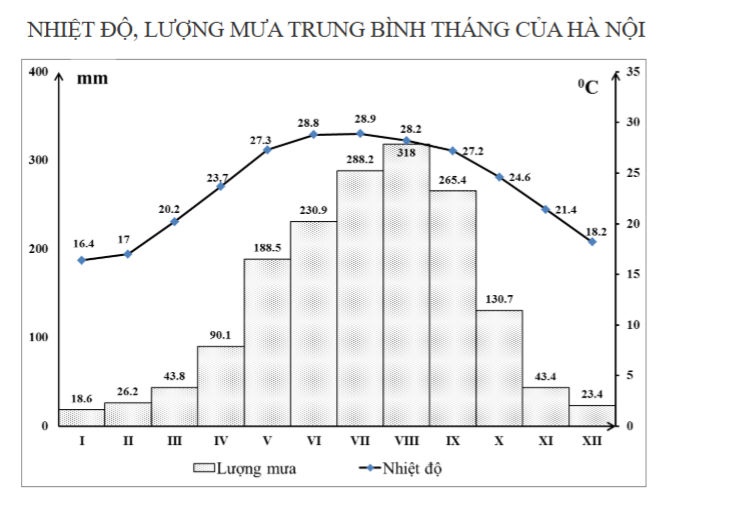 NHIỆT ĐỘ, LƯỢNG MƯA TRUNG BÌNH THÁNG CỦA HÀ NỘI
400 mm ⁰C 35
28.8 28.9 28.2 30
27.3 27.2
300 318
288.2 25
23.7 265.4 24.6
20.2 230.9 21.4
16.4 17 18.2 20
200 188.5
15
130.7
100 90.1 10
43.8 43.4 5
18.6 26.2 23.4
0 0
I II III IV V VI VII VIII IX X XI XII
Lượng mưa Nhiệt độ